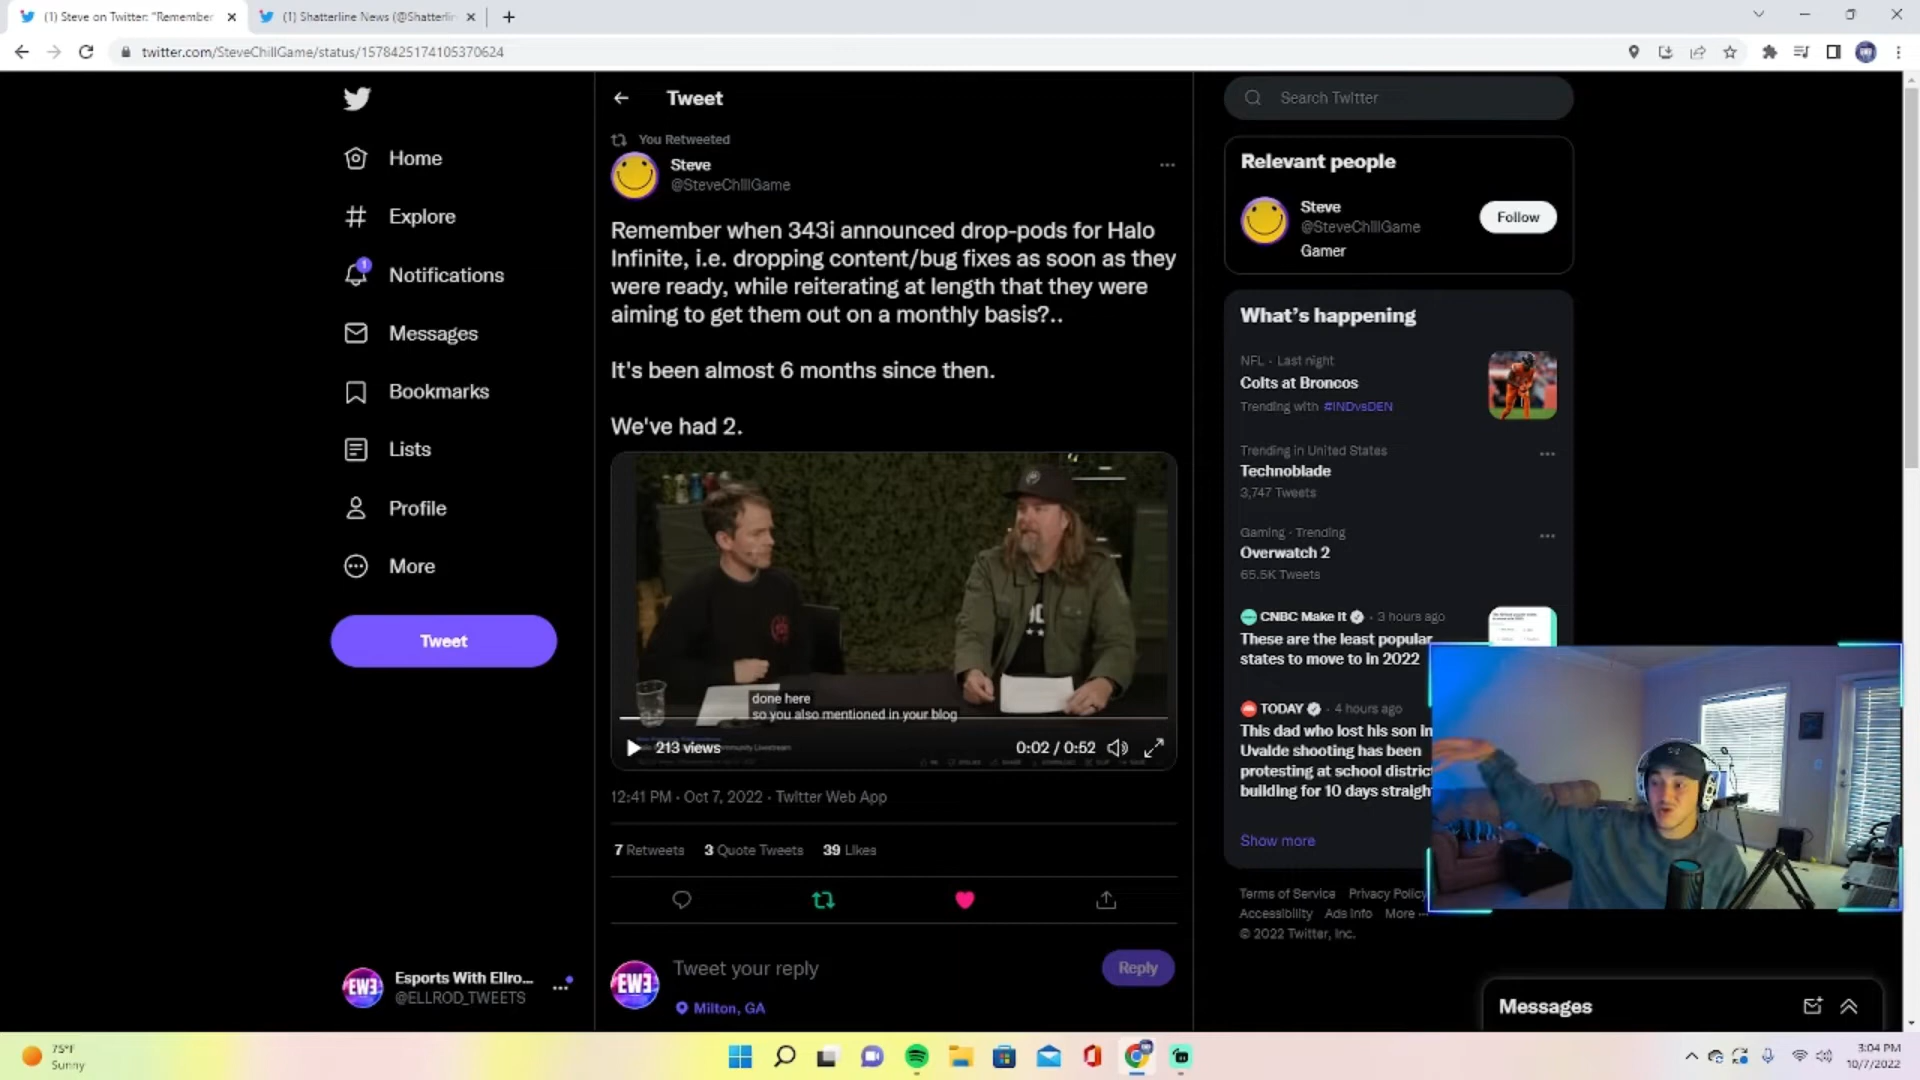 (1) Steve on Twitter: "Remember
(1) Shatterline News (@Shatterlin
twitter.com/SteveChillGame/status/1578425174105370624
Home
Explore
1
Notifications
Messages
Bookmarks
Lists
Profile
More
Tweet
Esports With Ellro...
@ELLROD_TWEETS
Tweet
You Retweeted
Steve
@SteveChillGame
Remember when 343i announced drop-pods for Halo
Infinite, i.e. dropping content/bug fixes as soon as they
were ready, while reiterating at length that they were
aiming to get them out on a monthly basis?..
It's been almost 6 months since then.
We've had 2.
done here
so you also mentioned in your blog
213 views
0:02 / 0:52
12:41 PM · Oct 7, 2022 · Twitter Web App
7 Retweets 3 Quote Tweets 39 Likes
EW3
Tweet your reply
Reply
Milton, GA
Search Twitter
Relevant people
Steve
@SteveChillGame
Gamer
Follow
What's happening
NFL · Last night
Colts at Broncos
Trending with #INDvsDEN
Trending in United States
Technoblade
3,747 Tweets
Gaming · Trending
Overwatch 2
65.5K Tweets
CNBC Make It · 3 hours ago
These are the least popular
states to move to in 2022
TODAY · 4 hours ago
This dad who lost his son in
Uvalde shooting has been
protesting at school distric
building for 10 days straigh
Show more
Terms of Service Privacy Policy
Accessibility Ads info More ...
© 2022 Twitter, Inc.
Messages
75°F
Sunny
3:04 PM
10/7/2022